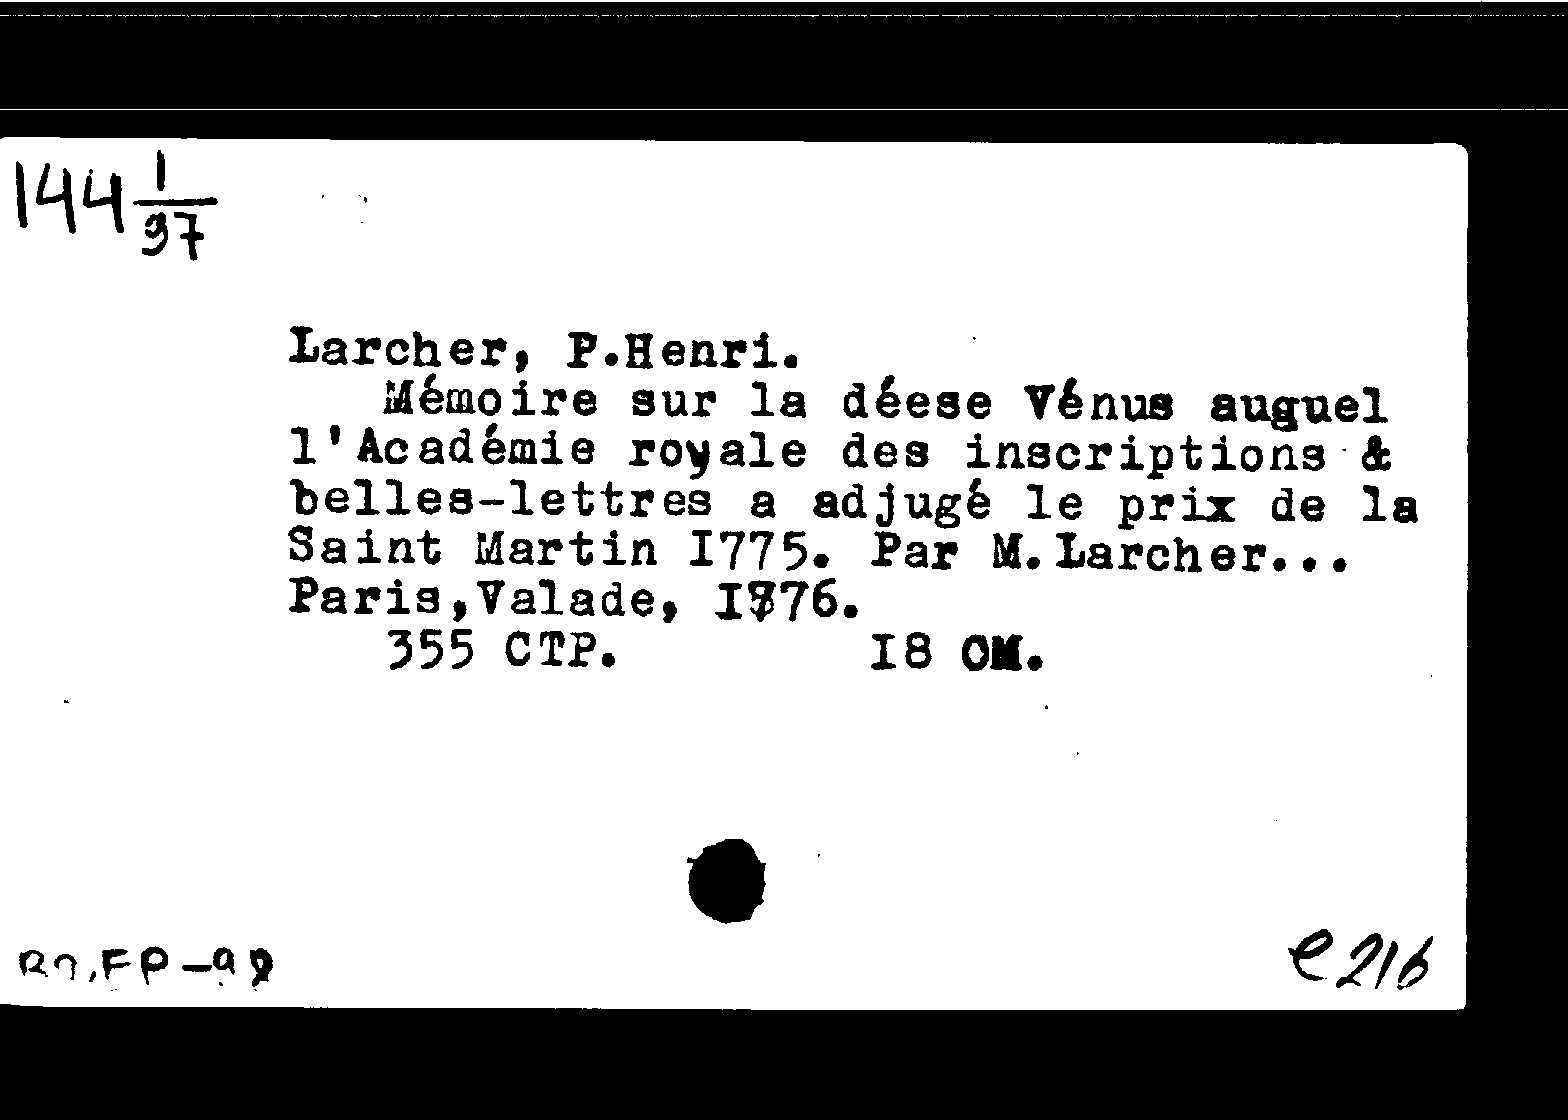 144 1/37
Larcher, P.Henri.
Mémoire sur la déese Vénus auguel
l'Académie royale des inscriptions &
belles-lettres a adjugé le prix de la
Saint Martin I775. Par M.Larcher...
Paris,Valade, I776.
355 CTP. I8 CM.
e216